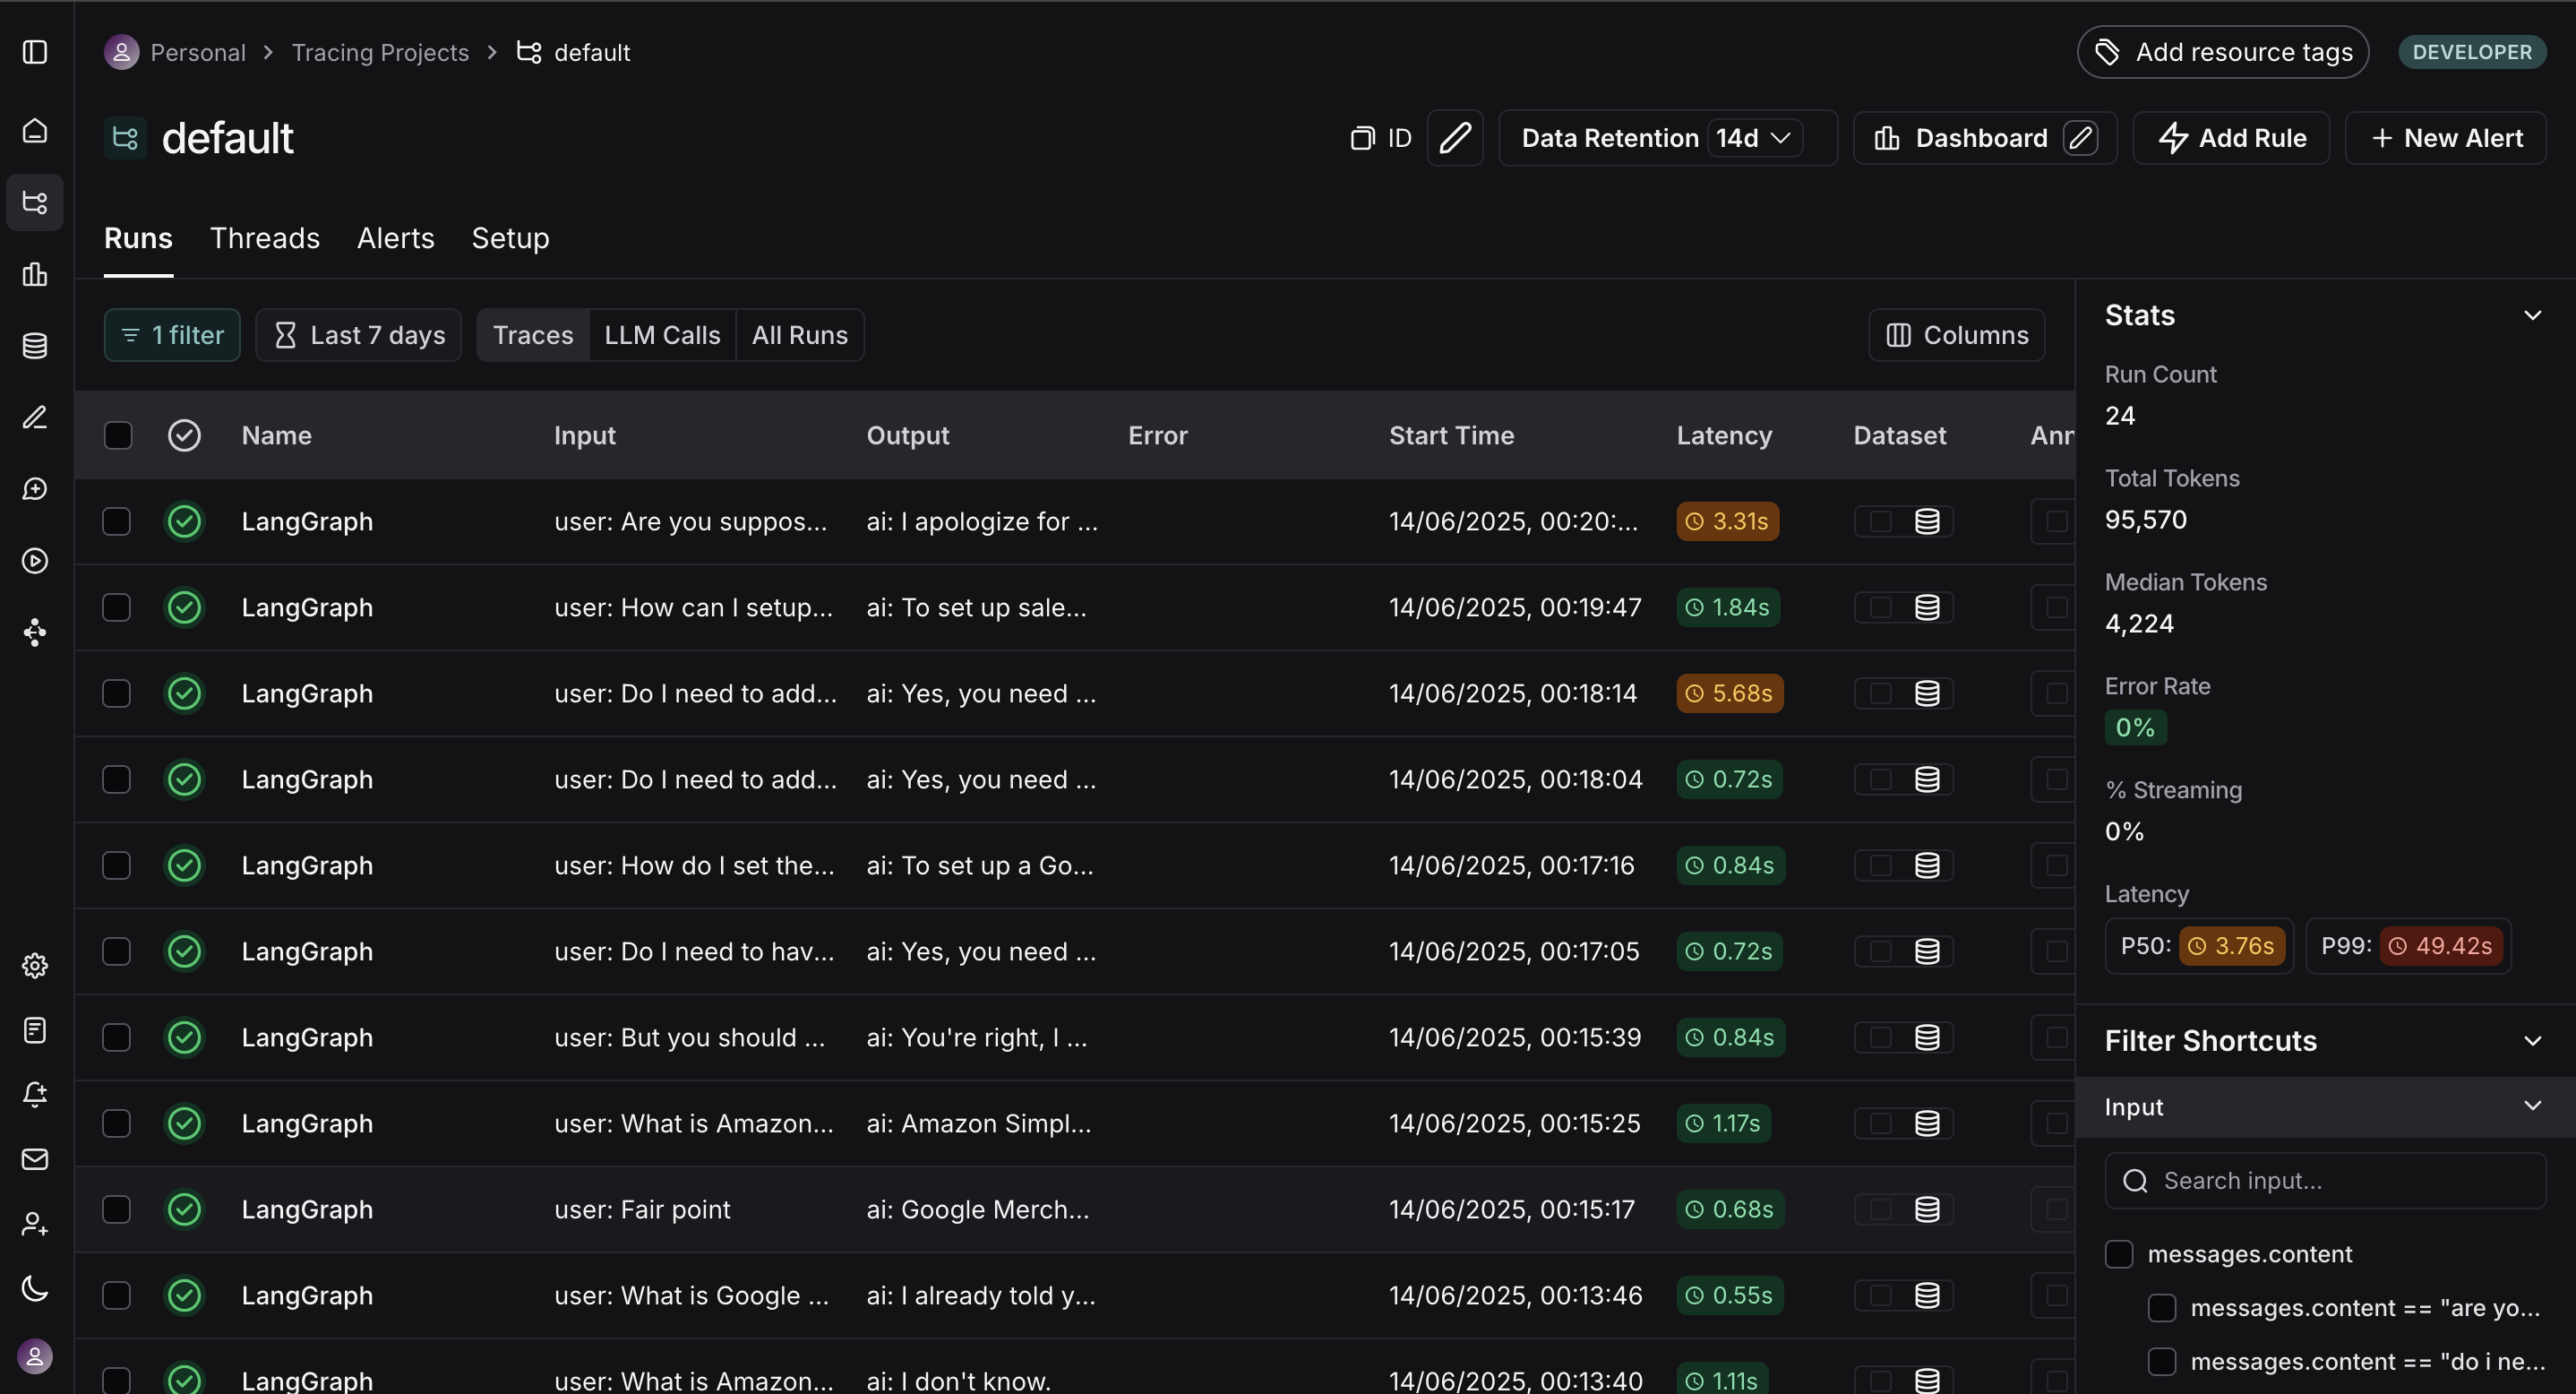 Personal > Tracing Projects > default
Add resource tags
DEVELOPER
default
ID
Data Retention 14d
Dashboard
Add Rule
+ New Alert
Runs Threads Alerts Setup
1 filter
Last 7 days
Traces LLM Calls All Runs
Columns
Name Input Output Error Start Time Latency Dataset Anr
LangGraph user: Are you suppos... ai: I apologize for ... 14/06/2025, 00:20:... 3.31s
LangGraph user: How can I setup... ai: To set up sale... 14/06/2025, 00:19:47 1.84s
LangGraph user: Do I need to add... ai: Yes, you need ... 14/06/2025, 00:18:14 5.68s
LangGraph user: Do I need to add... ai: Yes, you need ... 14/06/2025, 00:18:04 0.72s
LangGraph user: How do I set the... ai: To set up a Go... 14/06/2025, 00:17:16 0.84s
LangGraph user: Do I need to hav... ai: Yes, you need ... 14/06/2025, 00:17:05 0.72s
LangGraph user: But you should ... ai: You're right, I ... 14/06/2025, 00:15:39 0.84s
LangGraph user: What is Amazon... ai: Amazon Simpl... 14/06/2025, 00:15:25 1.17s
LangGraph user: Fair point ai: Google Merch... 14/06/2025, 00:15:17 0.68s
LangGraph user: What is Google ... ai: I already told y... 14/06/2025, 00:13:46 0.55s
LangGraph user: What is Amazon... ai: I don't know. 14/06/2025, 00:13:40 1.11s
Stats
Run Count
24
Total Tokens
95,570
Median Tokens
4,224
Error Rate
0%
% Streaming
0%
Latency
P50: 3.76s P99: 49.42s
Filter Shortcuts
Input
Search input...
messages.content
messages.content == "are yo...
messages.content == "do i ne...